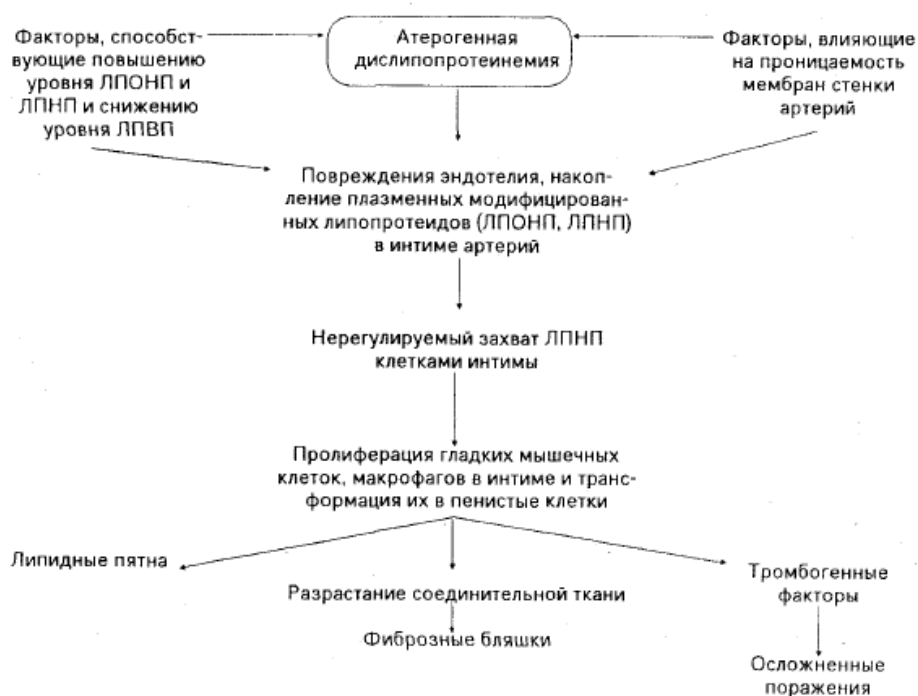 Факторы, способст-
вующие повышению
уровня ЛПОНП и
ЛПНП и снижению
уровня ЛПВП
Атерогенная
дислипопротеинемия
Факторы, влияющие
на проницаемость
мембран стенки
артерий
Повреждения эндотелия, накоп-
ление плазменных модифицирован-
ных липопротеидов (ЛПОНП, ЛПНП)
в интиме артерий
Нерегулируемый захват ЛПНП
клетками интимы
Пролиферация гладких мышечных
клеток, макрофагов в интиме и транс-
формация их в пенистые клетки
Липидные пятна
Разрастание соединительной ткани
Фиброзные бляшки
Тромбогенные
факторы
Осложненные
поражения